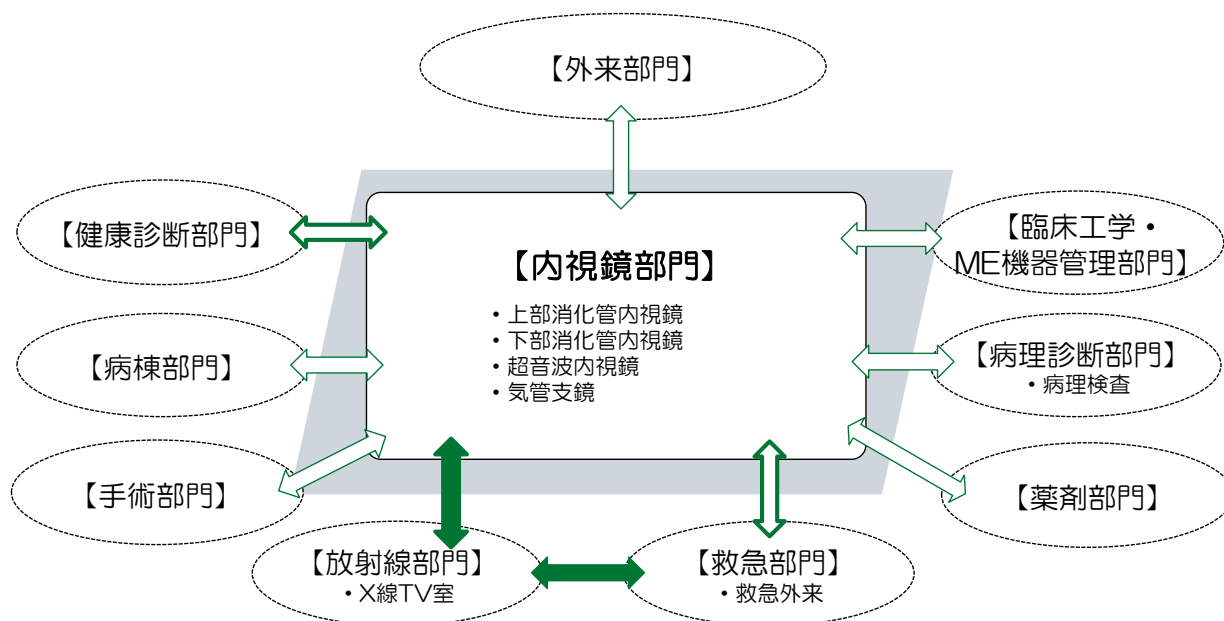 【外来部門】
【健康診断部門】
【臨床工学・
ME機器管理部門】
【内視鏡部門】
・上部消化管内視鏡
・下部消化管内視鏡
・超音波内視鏡
・気管支鏡
【病棟部門】
【病理診断部門】
・病理検査
【手術部門】
【薬剤部門】
【放射線部門】
・X線TV室
【救急部門】
・救急外来